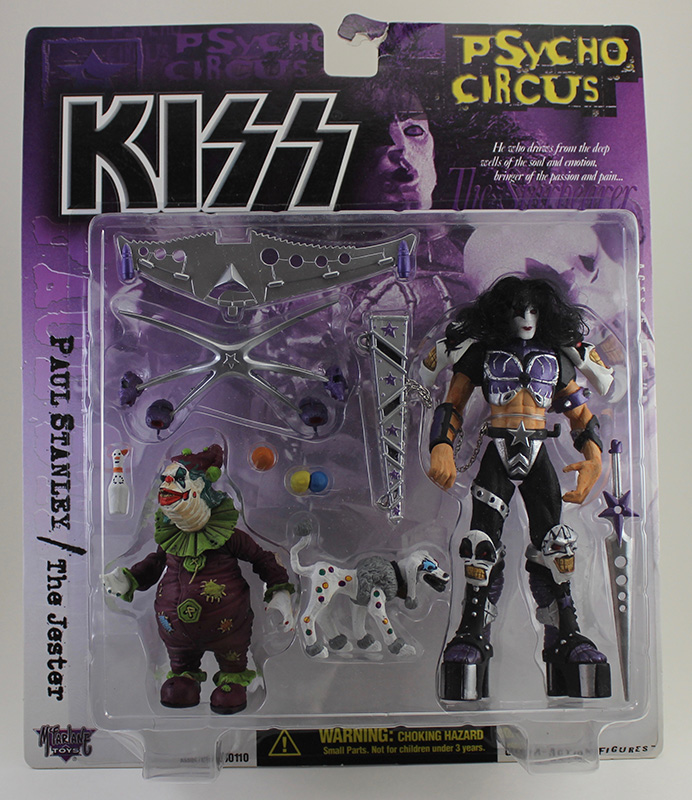 PSYCHO
CIRCUS
PSYCHO
CIRCUS
KISS
He who draws from the deep
wells of the soul and emotion,
bringer of the passion and pain...
PAUL STANLEY / THE JESTER
McFARLANE
TOYS
WARNING: CHOKING HAZARD
Small Parts. Not for children under 3 years.
FIGURES